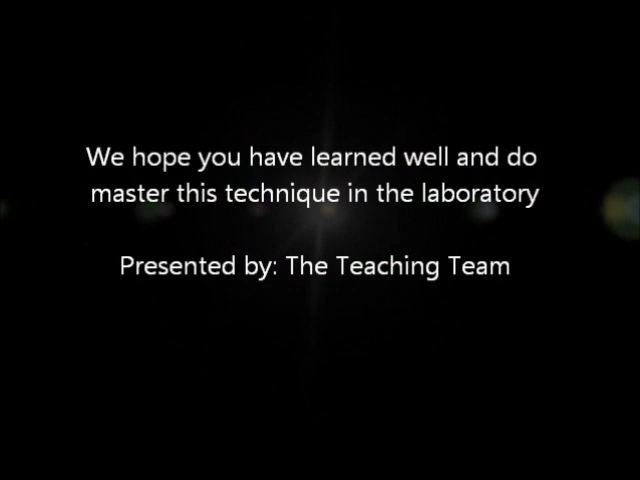 We hope you have learned well and do
master this technique in the laboratory
Presented by: The Teaching Team